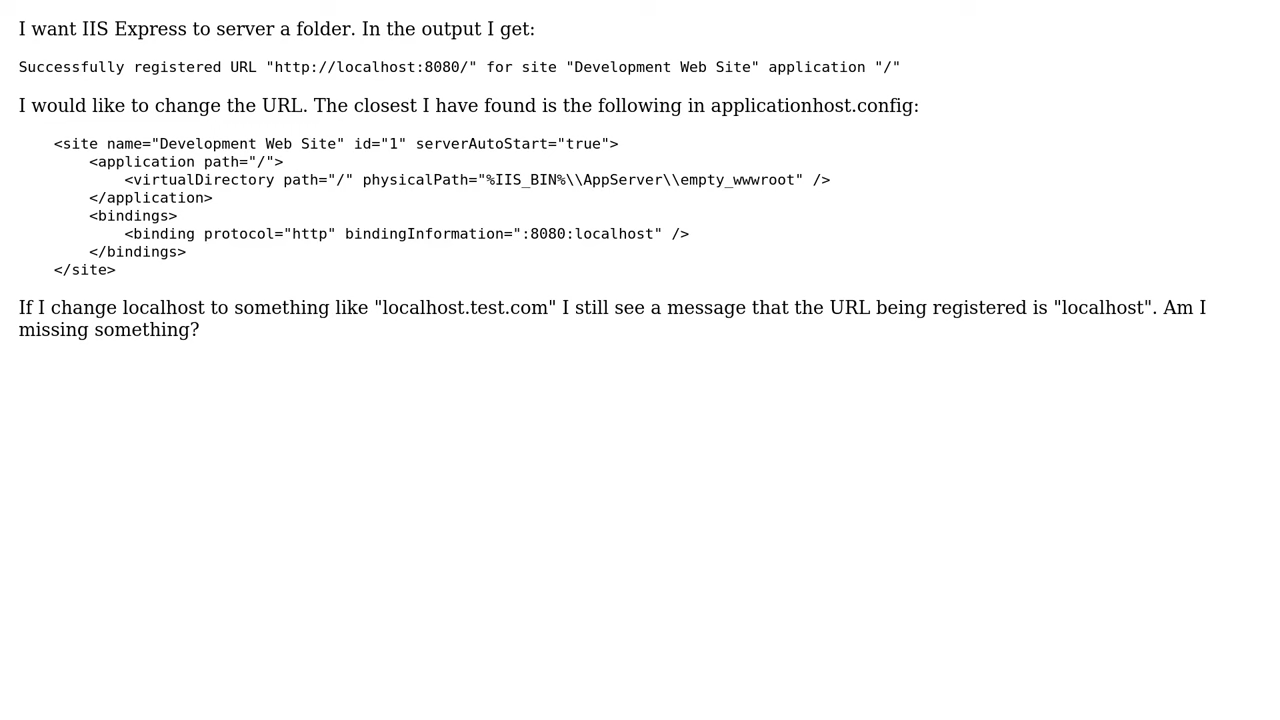 I want IIS Express to server a folder. In the output I get:
Successfully registered URL "http://localhost:8080/" for site "Development Web Site" application "/"
I would like to change the URL. The closest I have found is the following in applicationhost.config:
    <site name="Development Web Site" id="1" serverAutoStart="true">
        <application path="/">
            <virtualDirectory path="/" physicalPath="%IIS_BIN%\\AppServer\\empty_wwwroot" />
        </application>
        <bindings>
            <binding protocol="http" bindingInformation=":8080:localhost" />
        </bindings>
    </site>
If I change localhost to something like "localhost.test.com" I still see a message that the URL being registered is "localhost". Am I
missing something?